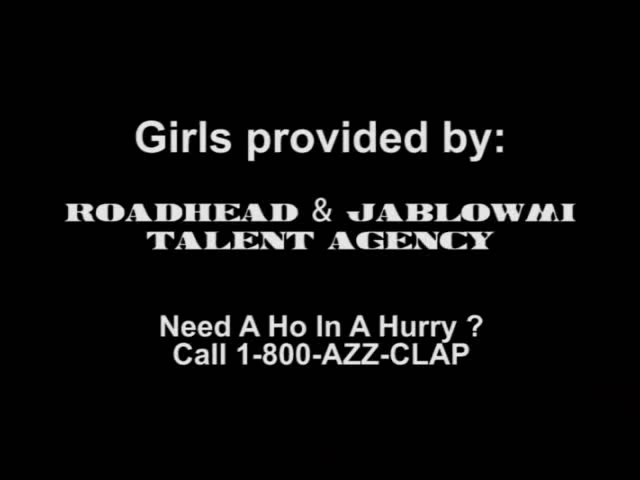 Girls provided by:
ROADHEAD & JABLOWMI
TALENT AGENCY
Need A Ho In A Hurry ?
Call 1-800-AZZ-CLAP